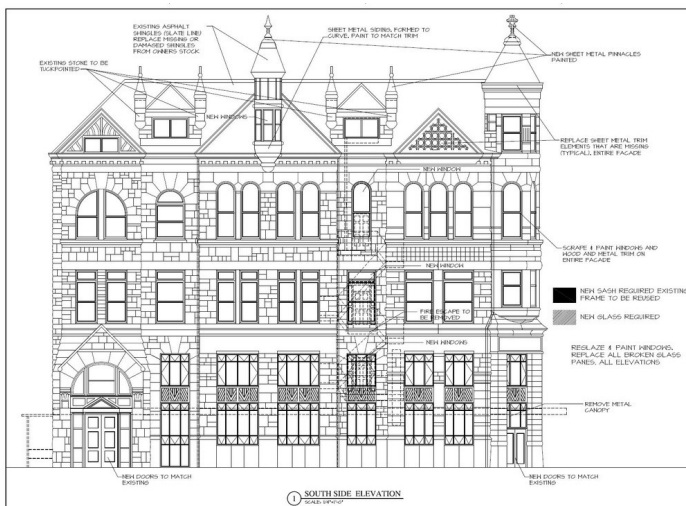 EXISTING ASPHALT
SHINGLES (SLATE LINE)
REPLACE MISSING OR
DAMAGED SHINGLES
FROM OWNERS STOCK
SHEET METAL SIDING, FORMED TO
CURVE, PAINT TO MATCH TRIM
NEW SHEET METAL PINNACLES
PAINTED
EXISTING STONE TO BE
TUCKPOINTED
NEW WINDOWS
REPLACE SHEET METAL TRIM
ELEMENTS THAT ARE MISSING
(TYPICAL), ENTIRE FACADE
NEW WINDOW
SCRAPE & PAINT WINDOWS AND
WOOD AND METAL TRIM ON
ENTIRE FACADE
NEW WINDOW
NEW SASH REQUIRED EXISTING
FRAME TO BE REUSED
NEW GLASS REQUIRED
FIRE ESCAPE TO
BE REMOVED
NEW WINDOWS
REGLAZE & PAINT WINDOWS,
REPLACE ALL BROKEN GLASS
PANES, ALL ELEVATIONS
REMOVE METAL
CANOPY
NEW DOORS TO MATCH
EXISTING
NEW DOORS TO MATCH
EXISTING
1 SOUTH SIDE ELEVATION